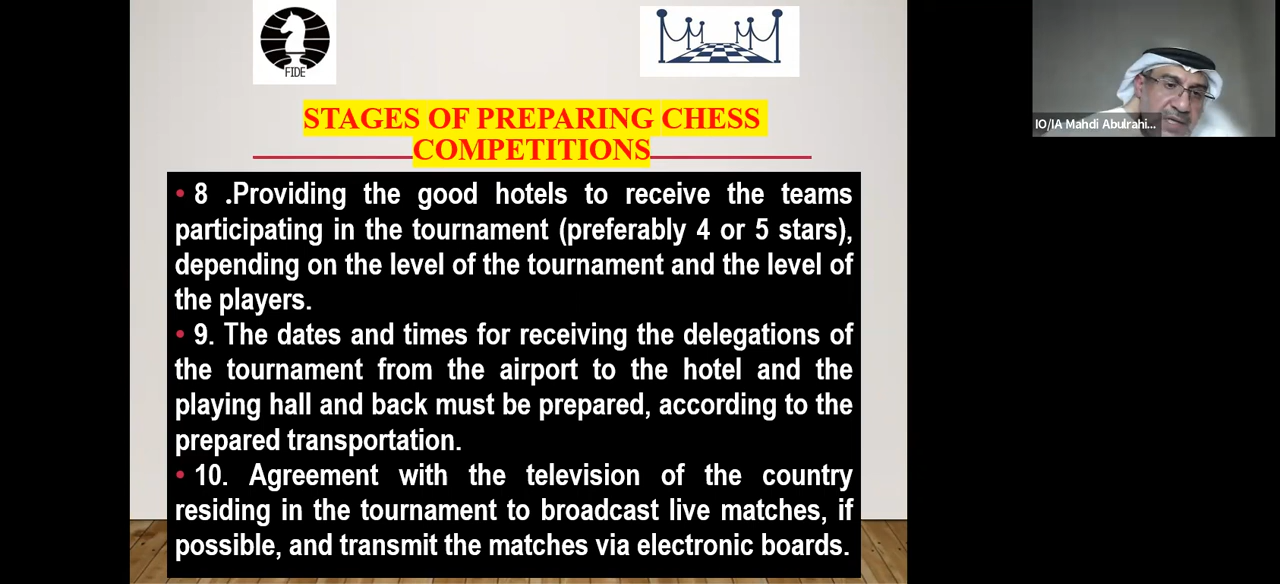 FIDE
STAGES OF PREPARING CHESS
COMPETITIONS
• 8 .Providing the good hotels to receive the teams
participating in the tournament (preferably 4 or 5 stars),
depending on the level of the tournament and the level of
the players.
• 9. The dates and times for receiving the delegations of
the tournament from the airport to the hotel and the
playing hall and back must be prepared, according to the
prepared transportation.
• 10. Agreement with the television of the country
residing in the tournament to broadcast live matches, if
possible, and transmit the matches via electronic boards.
IO/IA Mahdi Abulrahi...